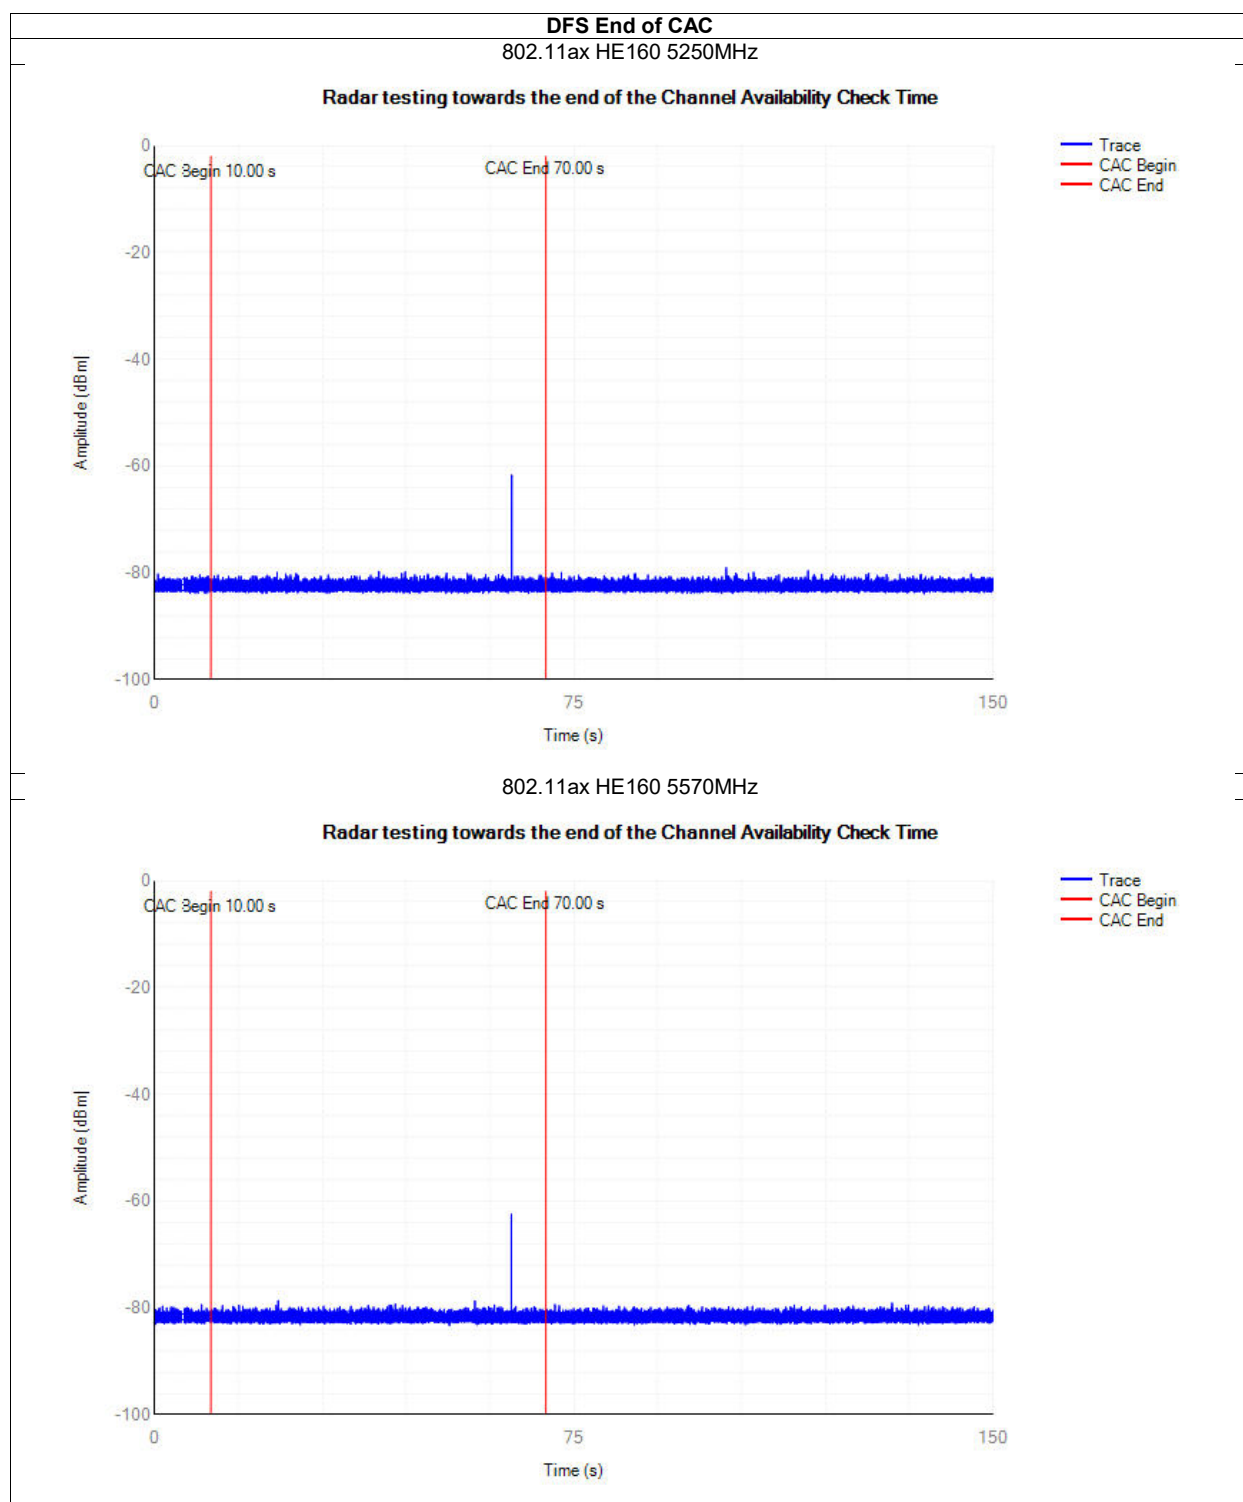 DFS End of CAC
802.11ax HE160 5250MHz
Radar testing towards the end of the Channel Availability Check Time
0
CAC Begin 10.00 s
CAC End 70.00 s
Trace
CAC Begin
CAC End
-20
-40
Amplitude (dBm)
-60
-80
-100
0
75
150
Time (s)
802.11ax HE160 5570MHz
Radar testing towards the end of the Channel Availability Check Time
0
CAC Begin 10.00 s
CAC End 70.00 s
Trace
CAC Begin
CAC End
-20
-40
Amplitude (dBm)
-60
-80
-100
0
75
150
Time (s)